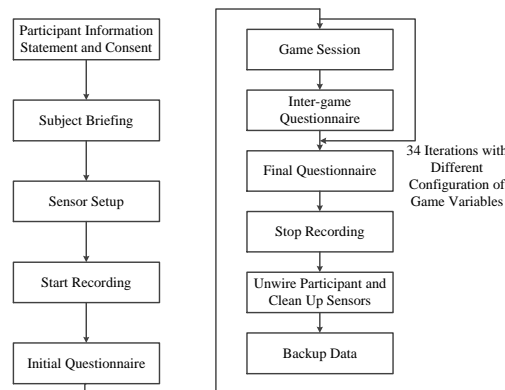 Participant Information
Statement and Consent
Subject Briefing
Sensor Setup
Start Recording
Initial Questionnaire
Game Session
Inter-game
Questionnaire
34 Iterations with
Different
Configuration of
Game Variables
Final Questionnaire
Stop Recording
Unwire Participant and
Clean Up Sensors
Backup Data